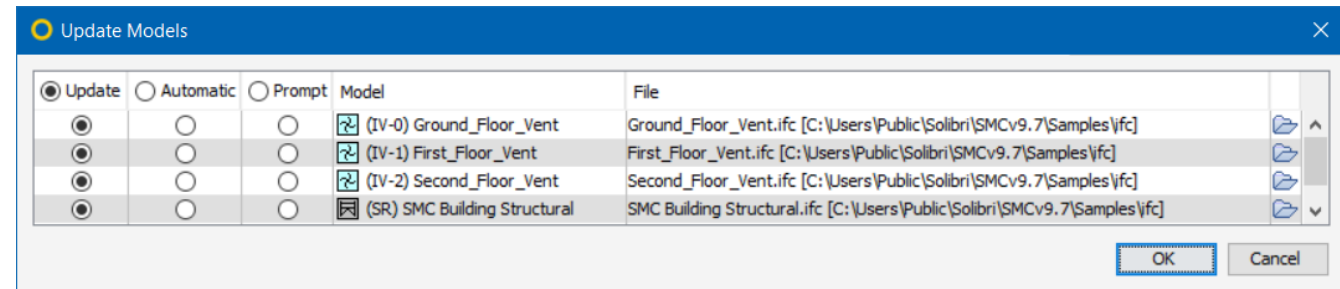 Update Models
Update Automatic Prompt Model File
(IV-0) Ground_Floor_Vent Ground_Floor_Vent.ifc [C:\Users\Public\Solibri\SMCv9.7\Samples\ifc]
(IV-1) First_Floor_Vent First_Floor_Vent.ifc [C:\Users\Public\Solibri\SMCv9.7\Samples\ifc]
(IV-2) Second_Floor_Vent Second_Floor_Vent.ifc [C:\Users\Public\Solibri\SMCv9.7\Samples\ifc]
(SR) SMC Building Structural SMC Building Structural.ifc [C:\Users\Public\Solibri\SMCv9.7\Samples\ifc]
OK Cancel